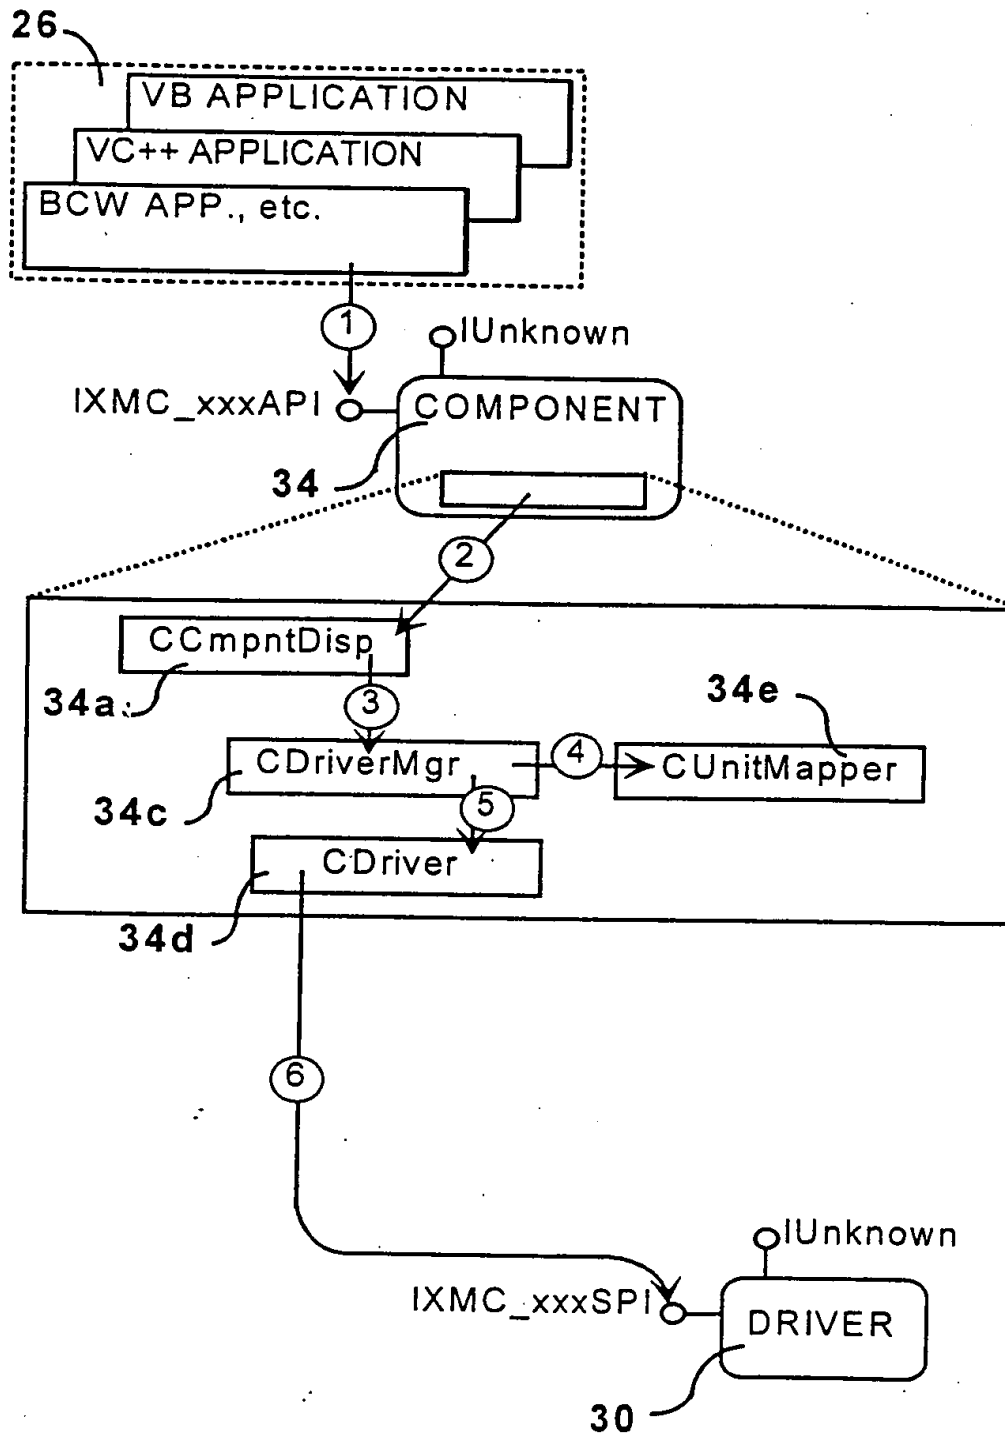 26
VB APPLICATION
VC++ APPLICATION
BCW APP., etc.
1
IUnknown
IXMC_xxxAPI
COMPONENT
34
2
CCmpntDisp
34a
3
34e
CDriverMgr
4
CUnitMapper
34c
5
CDriver
34d
6
IUnknown
IXMC_xxxSPI
DRIVER
30